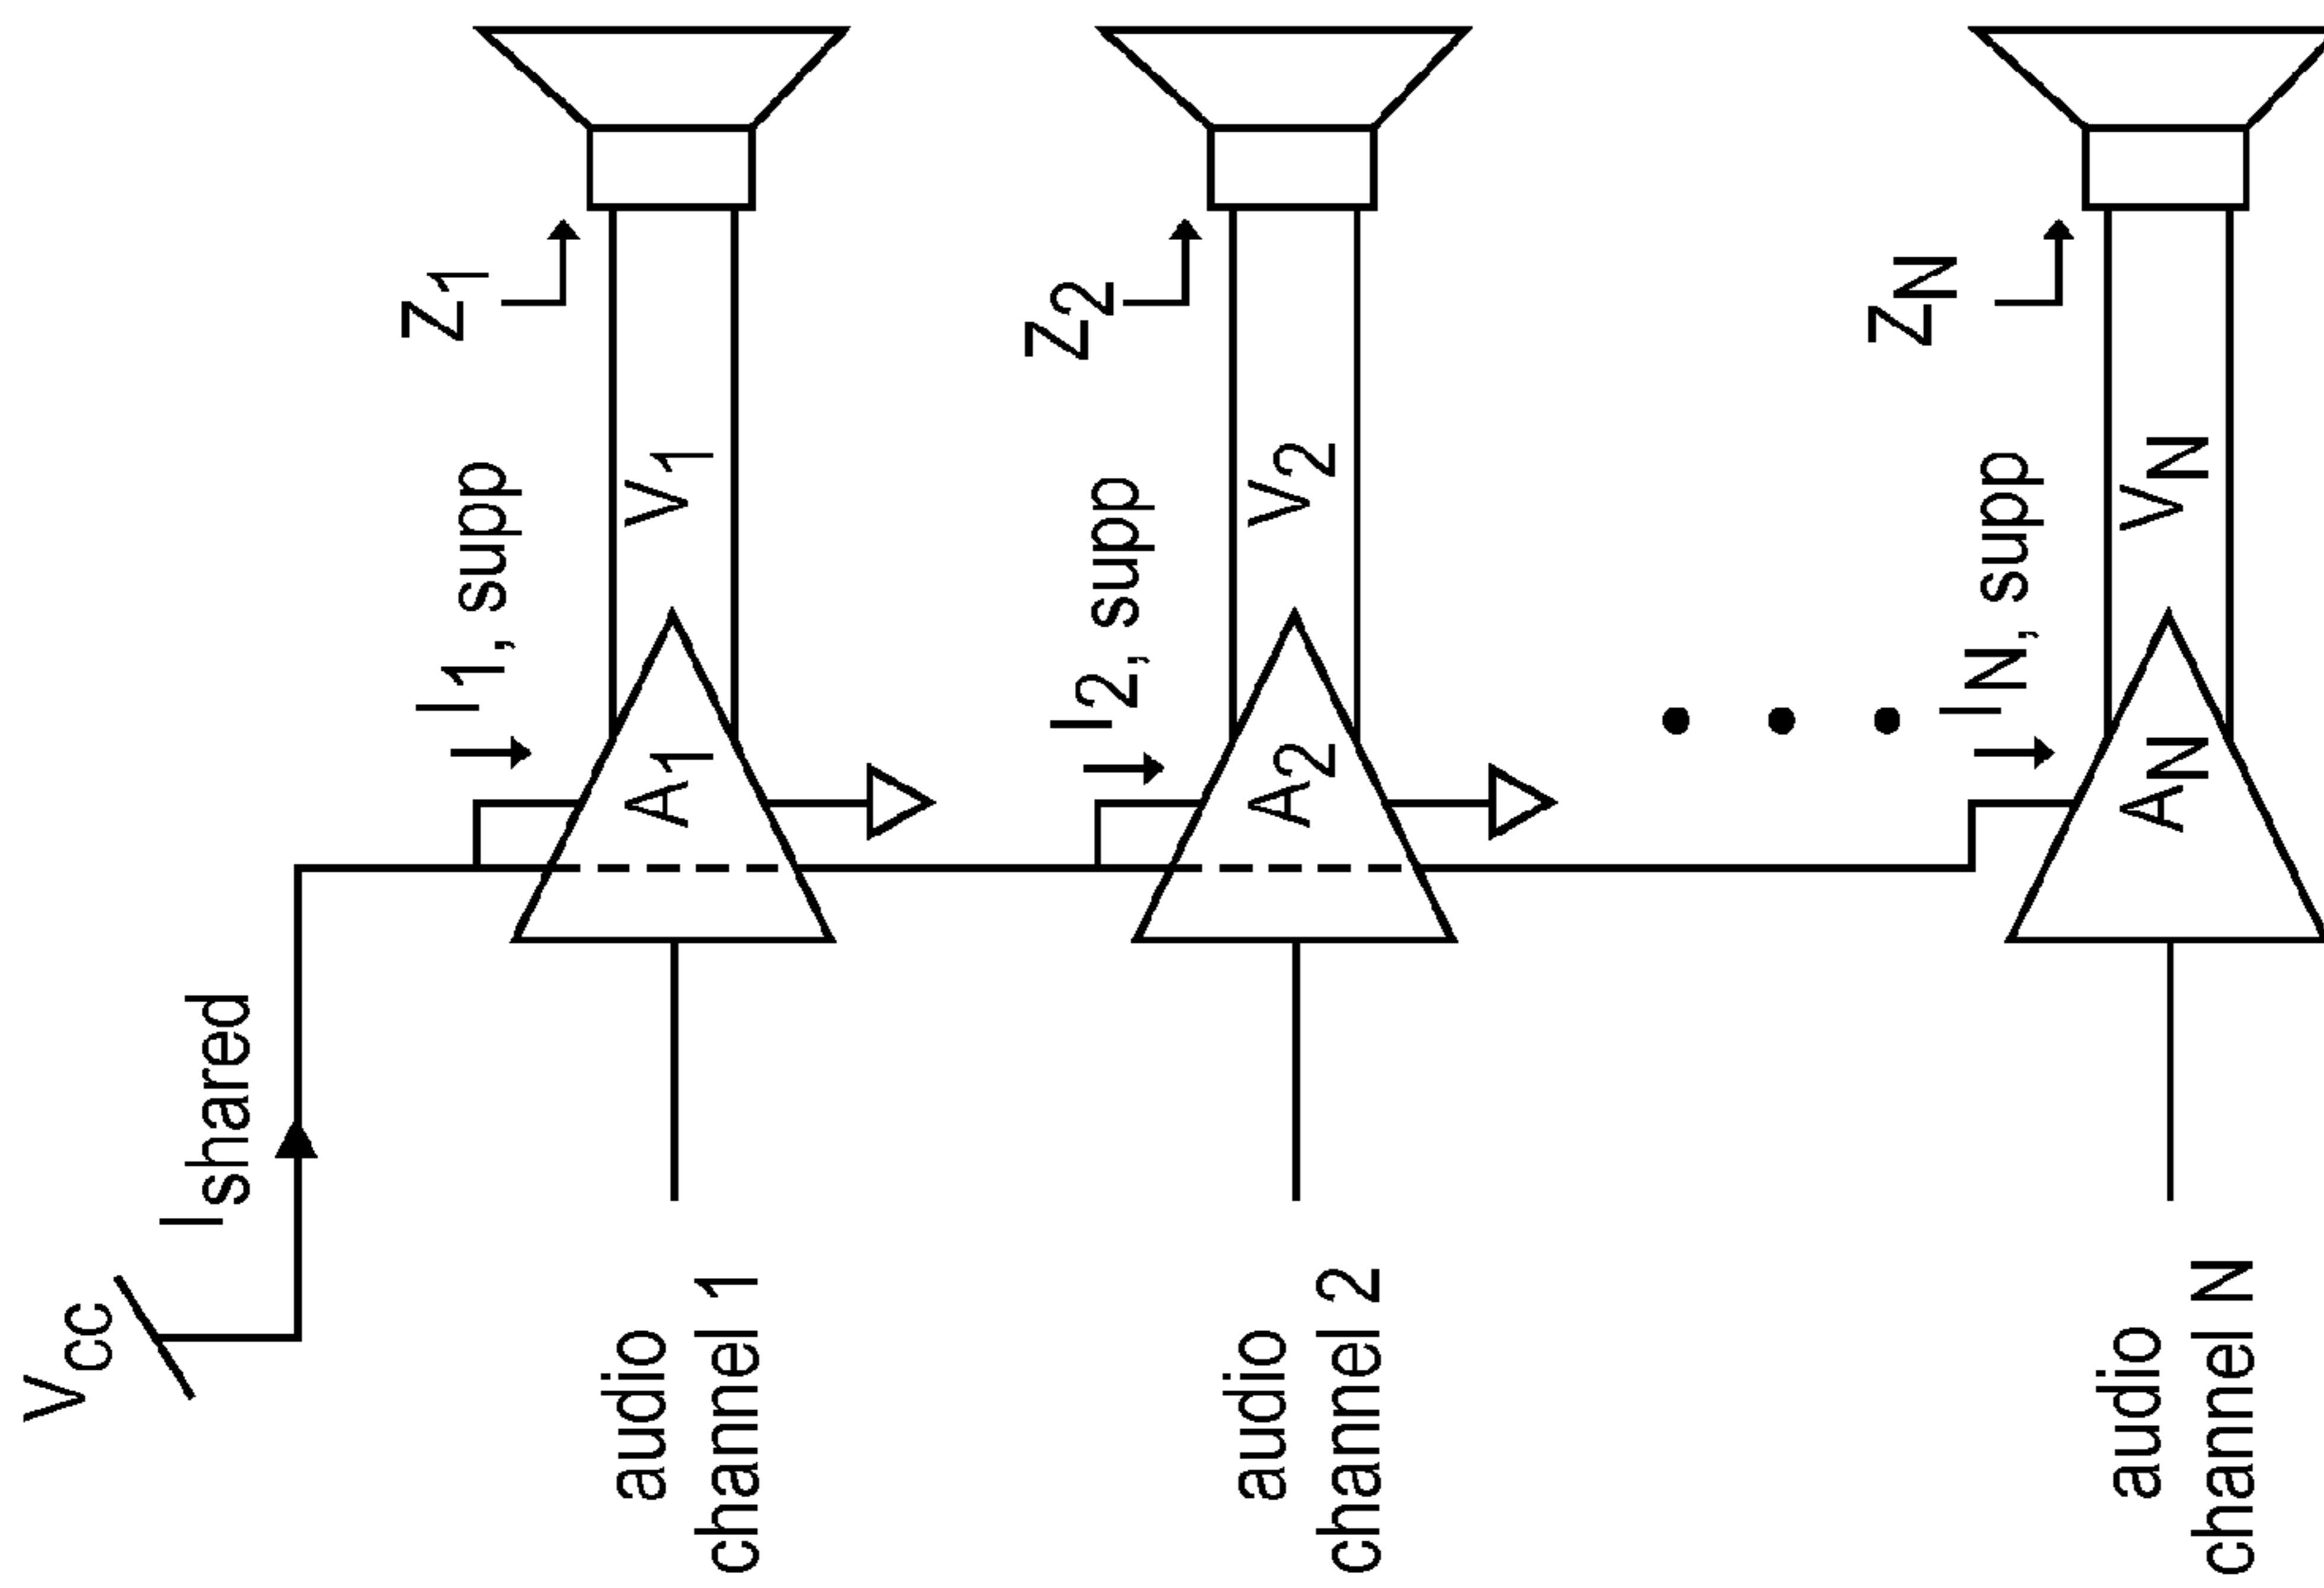 Vcc
Ishared
audio
channel 1
I1, supp
A1
V1
Z1
audio
channel 2
I2, supp
A2
V2
Z2
audio
channel N
IN, supp
AN
VN
ZN